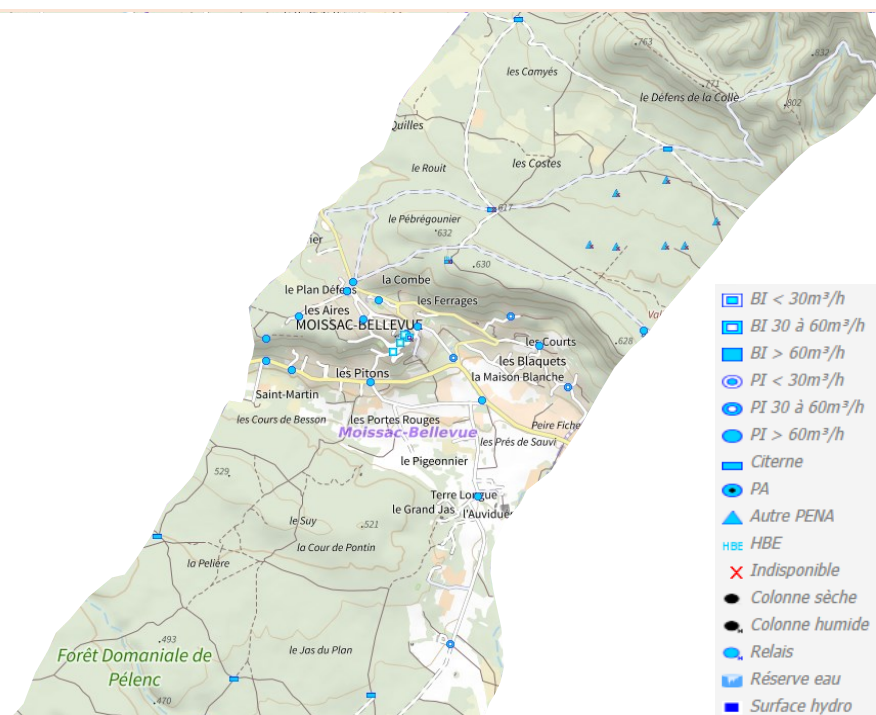 les Camyés
.763
.832
.771
le Défens de la Colle
.802
Quilles
le Rouit
les Costes
.617
le Pébrégounier
°632
ier
.630
la Combe
le Plan Défens
les Ferrages
les Aires
MOISSAC-BELLEVUE
.628
les Courts
les Blaquets
les Pitons
la Maison Blanche
Saint-Martin
les Cours de Besson
les Portes Rouges
Peire Fiche
Moissac-Bellevue
les Prés de Sauvi
le Pigeonnier
529
Terre Longue
le Grand Jas
l'Auviduer
le Suy
.521
la Cour de Pontin
la Pelière
.493
le Jas du Plan
Forêt Domaniale de
Pélenc
.470
BI < 30m³/h
BI 30 à 60m³/h
BI > 60m³/h
PI < 30m³/h
PI 30 à 60m³/h
PI > 60m³/h
Citerne
PA
Autre PENA
HBE HBE
Indisponible
Colonne sèche
Colonne humide
Relais
Réserve eau
Surface hydro